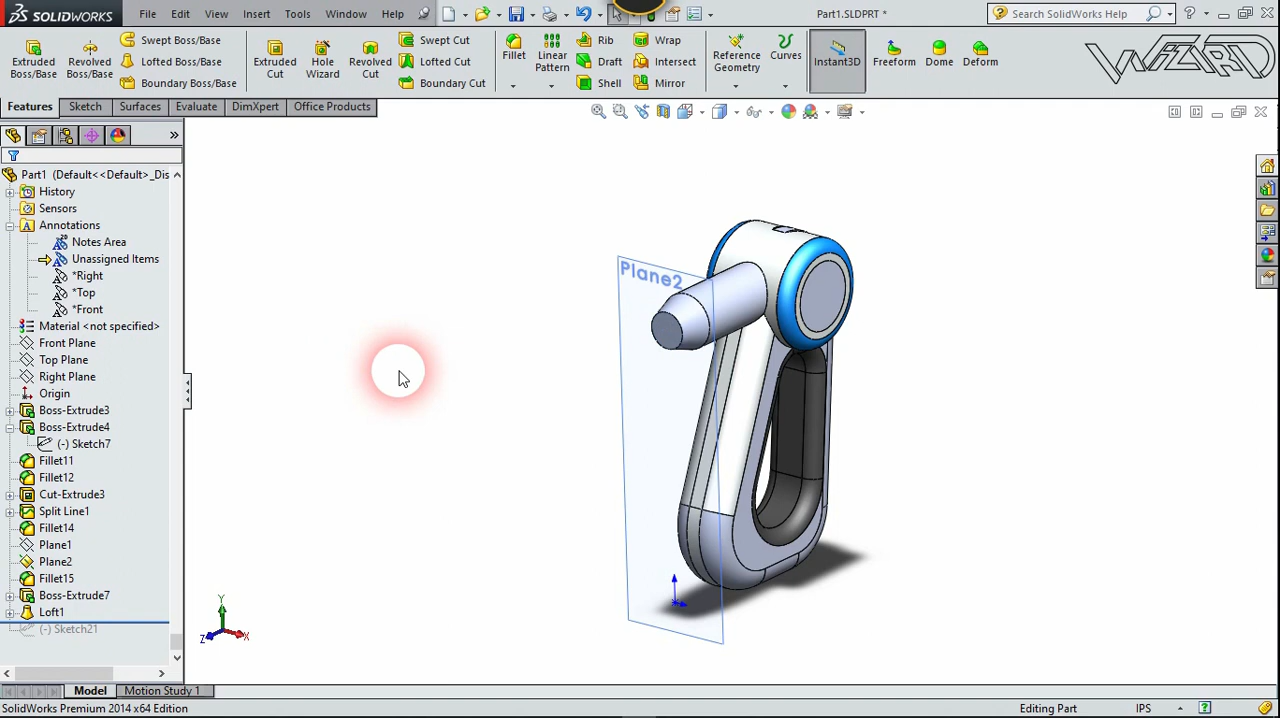 SOLIDWORKS File Edit View Insert Tools Window Help Part1.SLDPRT * Search SolidWorks Help
Extruded Boss/Base
Revolved Boss/Base
Swept Boss/Base
Lofted Boss/Base
Boundary Boss/Base
Extruded Cut
Hole Wizard
Revolved Cut
Swept Cut
Lofted Cut
Boundary Cut
Fillet
Linear Pattern
Rib
Draft
Shell
Wrap
Intersect
Mirror
Reference Geometry
Curves
Instant3D
Freeform
Dome
Deform
WIZARD
Features Sketch Surfaces Evaluate DimXpert Office Products
Part1 (Default<<Default>_Dis
History
Sensors
Annotations
Notes Area
Unassigned Items
*Right
*Top
*Front
Material <not specified>
Front Plane
Top Plane
Right Plane
Origin
Boss-Extrude3
Boss-Extrude4
(-) Sketch7
Fillet11
Fillet12
Cut-Extrude3
Split Line1
Fillet14
Plane1
Plane2
Fillet15
Boss-Extrude7
Loft1
(-) Sketch21
Plane2
Y
Z
X
Model Motion Study 1
SolidWorks Premium 2014 x64 Edition Editing Part IPS